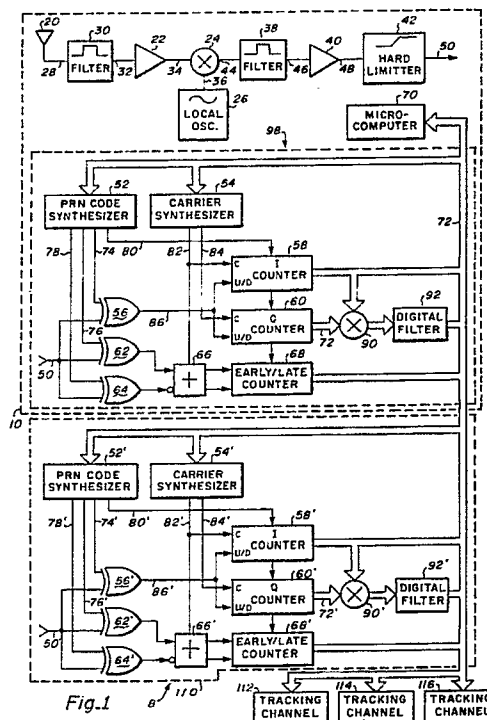 20
30
22
24
38
40
42
FILTER
FILTER
HARD LIMITTER
50
28
32
34
36
44
46
48
LOCAL OSC.
26
70
MICRO-COMPUTER
98
52
54
PRN CODE SYNTHESIZER
CARRIER SYNTHESIZER
72
78
74
80
82
84
58
C
I COUNTER
U/D
56
86
60
C
Q COUNTER
U/D
72
90
92
DIGITAL FILTER
76
62
66
68
+
EARLY/LATE COUNTER
50
64
10
52'
54'
PRN CODE SYNTHESIZER
CARRIER SYNTHESIZER
78'
74'
80'
82'
84'
58'
C
I COUNTER
U/D
56'
86'
60'
C
Q COUNTER
U/D
72'
90'
92'
DIGITAL FILTER
76'
62'
66'
68'
+
EARLY/LATE COUNTER
50'
64'
8
110
Fig.1
112
TRACKING CHANNEL
114
TRACKING CHANNEL
116
TRACKING CHANNEL